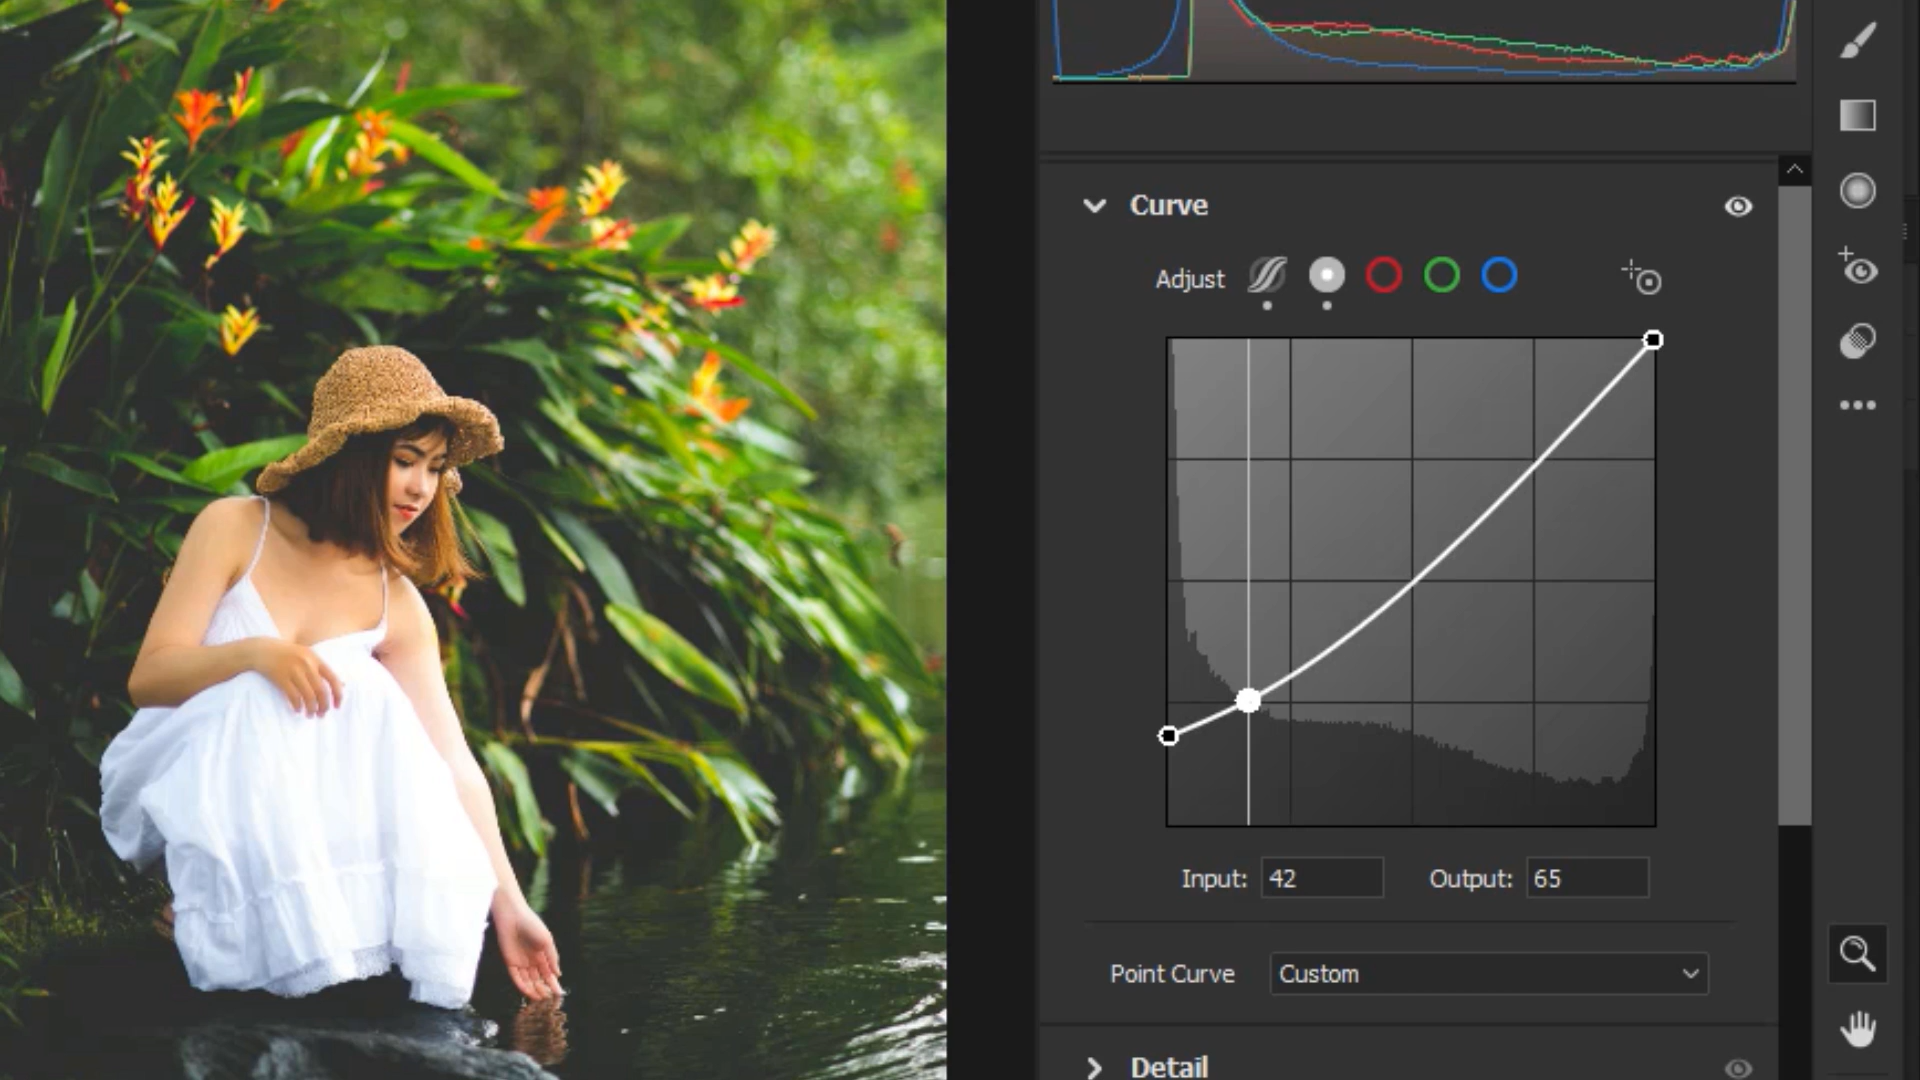 Curve
Adjust
Input: 42 Output: 65
Point Curve Custom
Detail